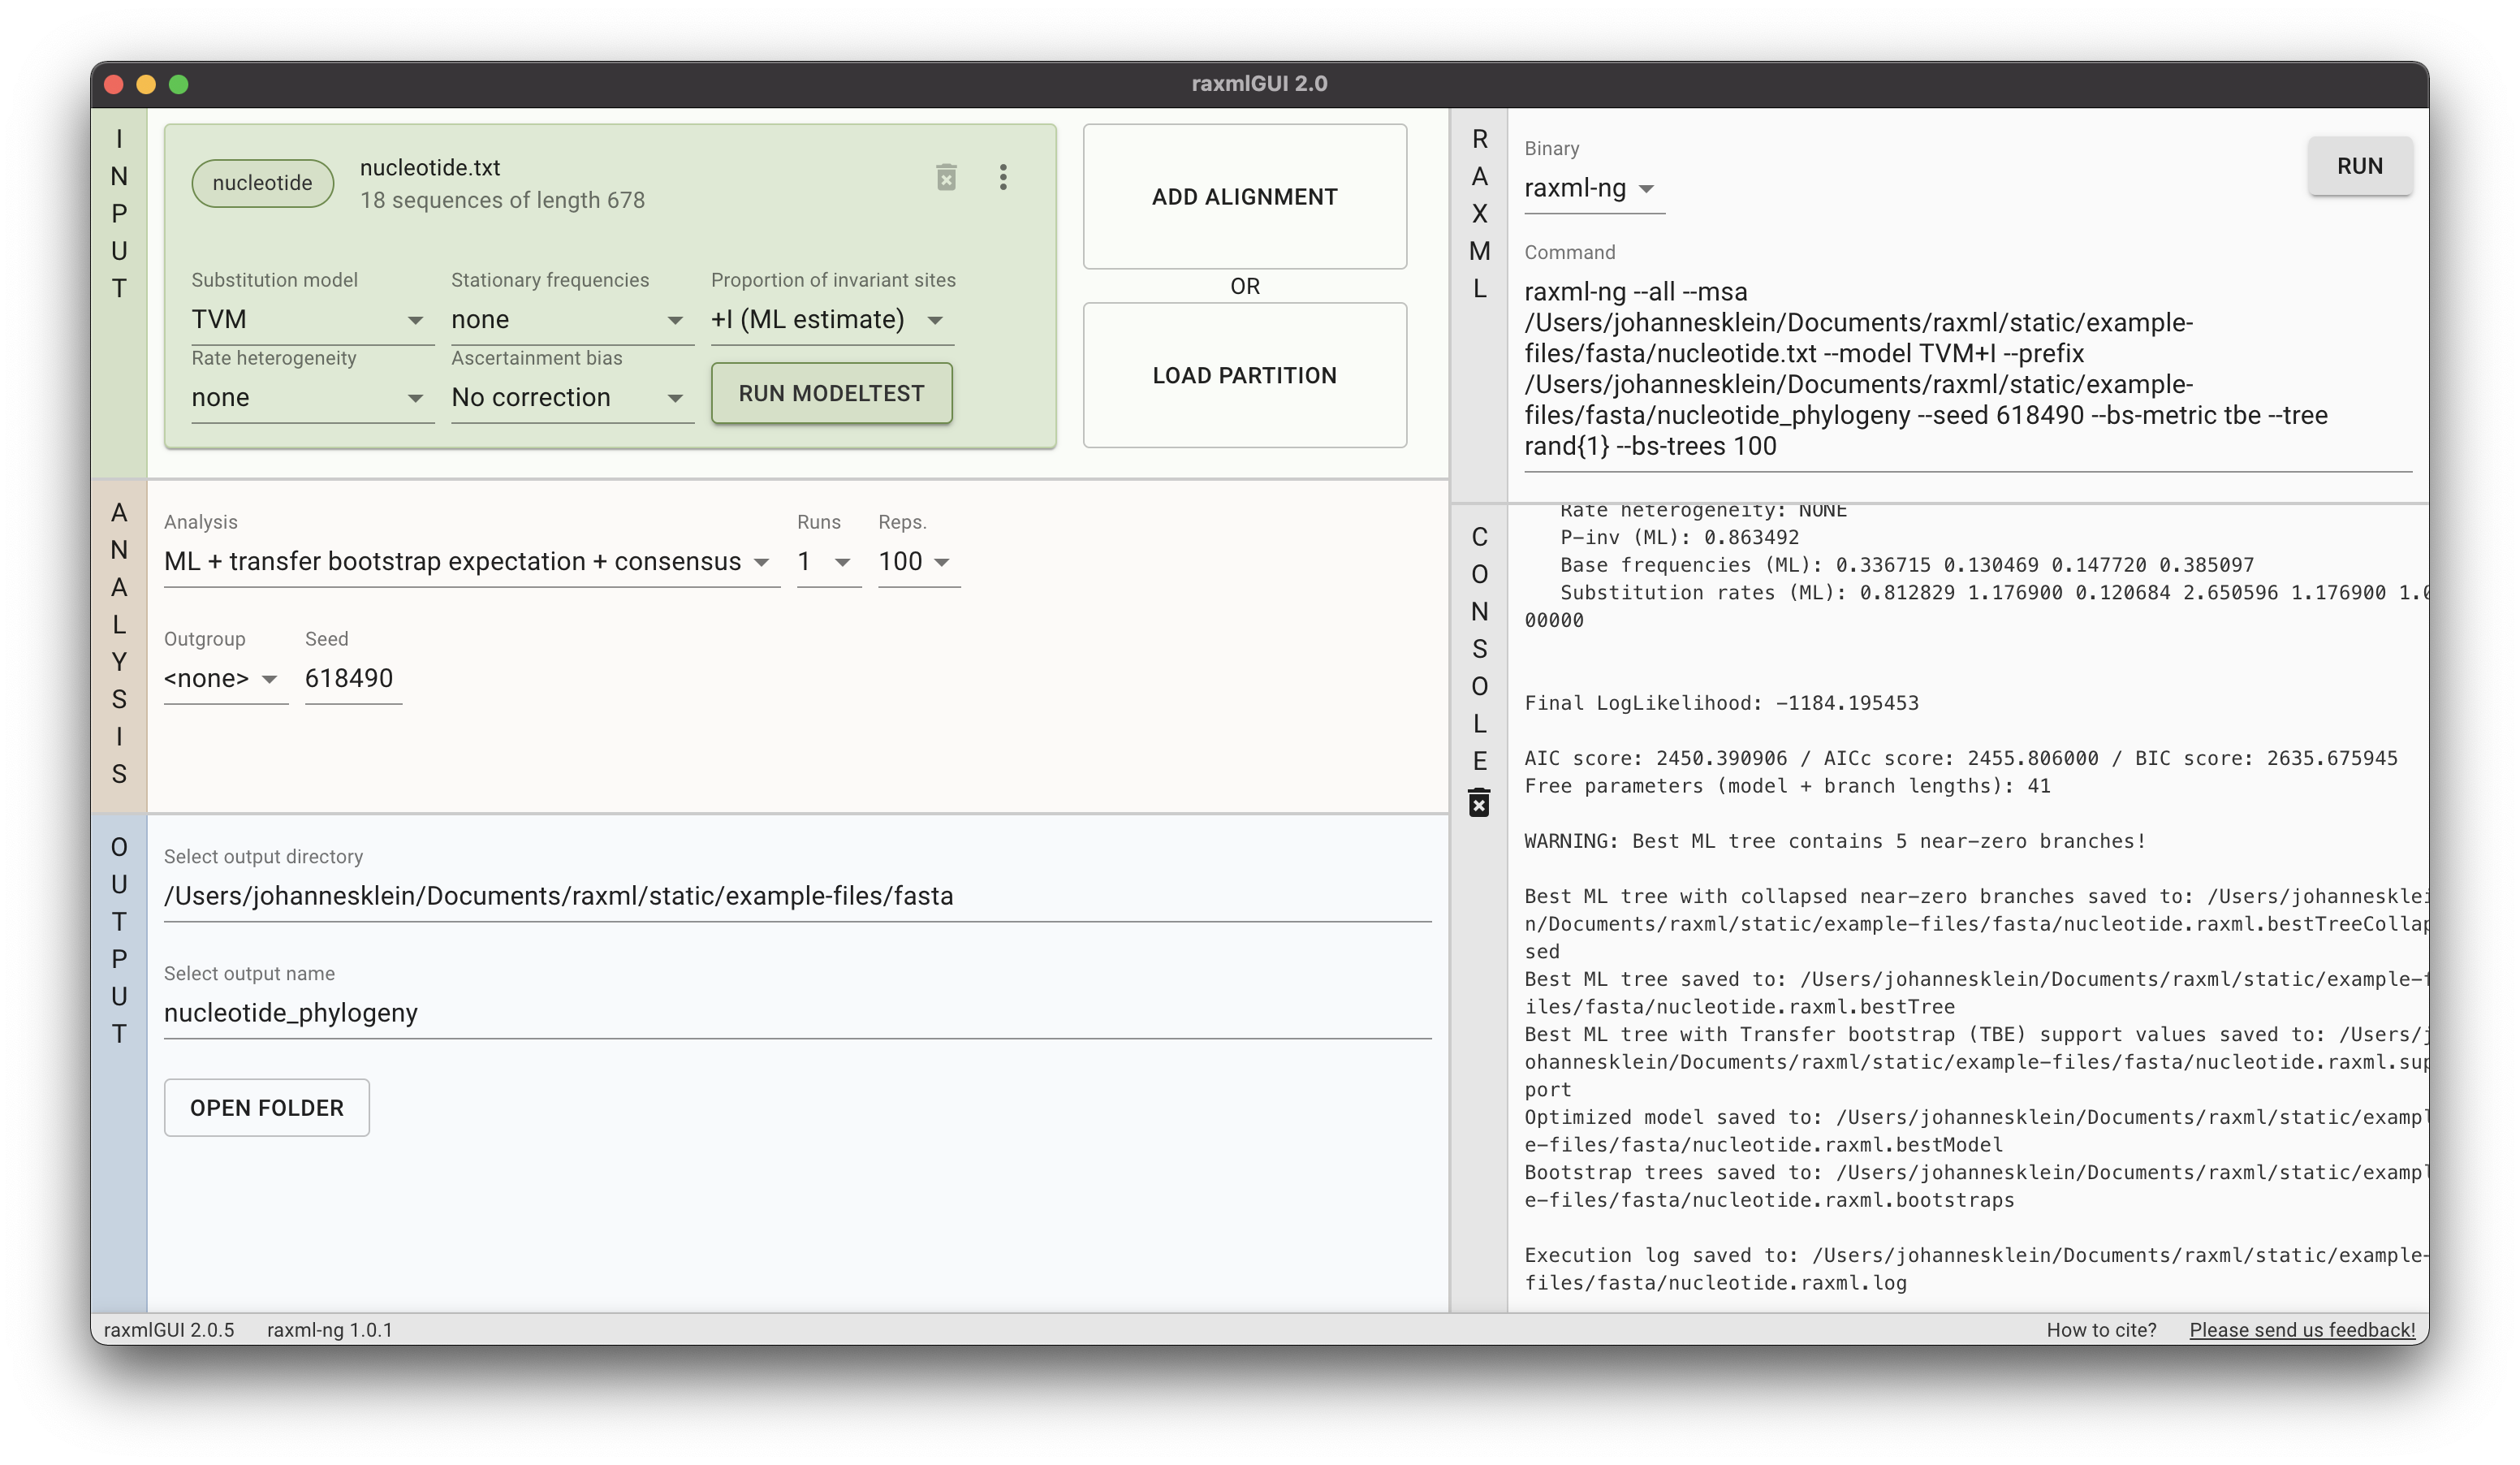 raxmlGUI 2.0
INPUT
nucleotide
nucleotide.txt
18 sequences of length 678
Substitution model
TVM
Stationary frequencies
none
Proportion of invariant sites
+I (ML estimate)
Rate heterogeneity
none
Ascertainment bias
No correction
RUN MODELTEST
ADD ALIGNMENT
OR
LOAD PARTITION
ANALYSIS
Analysis
ML + transfer bootstrap expectation + consensus
Runs
1
Reps.
100
Outgroup
<none>
Seed
618490
OUTPUT
Select output directory
/Users/johannesklein/Documents/raxml/static/example-files/fasta
Select output name
nucleotide_phylogeny
OPEN FOLDER
RAXML
Binary
raxml-ng
RUN
Command
raxml-ng --all --msa
/Users/johannesklein/Documents/raxml/static/example-
files/fasta/nucleotide.txt --model TVM+I --prefix
/Users/johannesklein/Documents/raxml/static/example-
files/fasta/nucleotide_phylogeny --seed 618490 --bs-metric tbe --tree
rand{1} --bs-trees 100
CONSOLE
Rate heterogeneity: NONE
P-inv (ML): 0.863492
Base frequencies (ML): 0.336715 0.130469 0.147720 0.385097
Substitution rates (ML): 0.812829 1.176900 0.120684 2.650596 1.176900 1.0
00000
Final LogLikelihood: -1184.195453
AIC score: 2450.390906 / AICc score: 2455.806000 / BIC score: 2635.675945
Free parameters (model + branch lengths): 41
WARNING: Best ML tree contains 5 near-zero branches!
Best ML tree with collapsed near-zero branches saved to: /Users/johannesklei
n/Documents/raxml/static/example-files/fasta/nucleotide.raxml.bestTreeCollap
sed
Best ML tree saved to: /Users/johannesklein/Documents/raxml/static/example-f
iles/fasta/nucleotide.raxml.bestTree
Best ML tree with Transfer bootstrap (TBE) support values saved to: /Users/j
ohannesklein/Documents/raxml/static/example-files/fasta/nucleotide.raxml.sup
port
Optimized model saved to: /Users/johannesklein/Documents/raxml/static/exampl
e-files/fasta/nucleotide.raxml.bestModel
Bootstrap trees saved to: /Users/johannesklein/Documents/raxml/static/exampl
e-files/fasta/nucleotide.raxml.bootstraps
Execution log saved to: /Users/johannesklein/Documents/raxml/static/example-
files/fasta/nucleotide.raxml.log
raxmlGUI 2.0.5
raxml-ng 1.0.1
How to cite?
Please send us feedback!